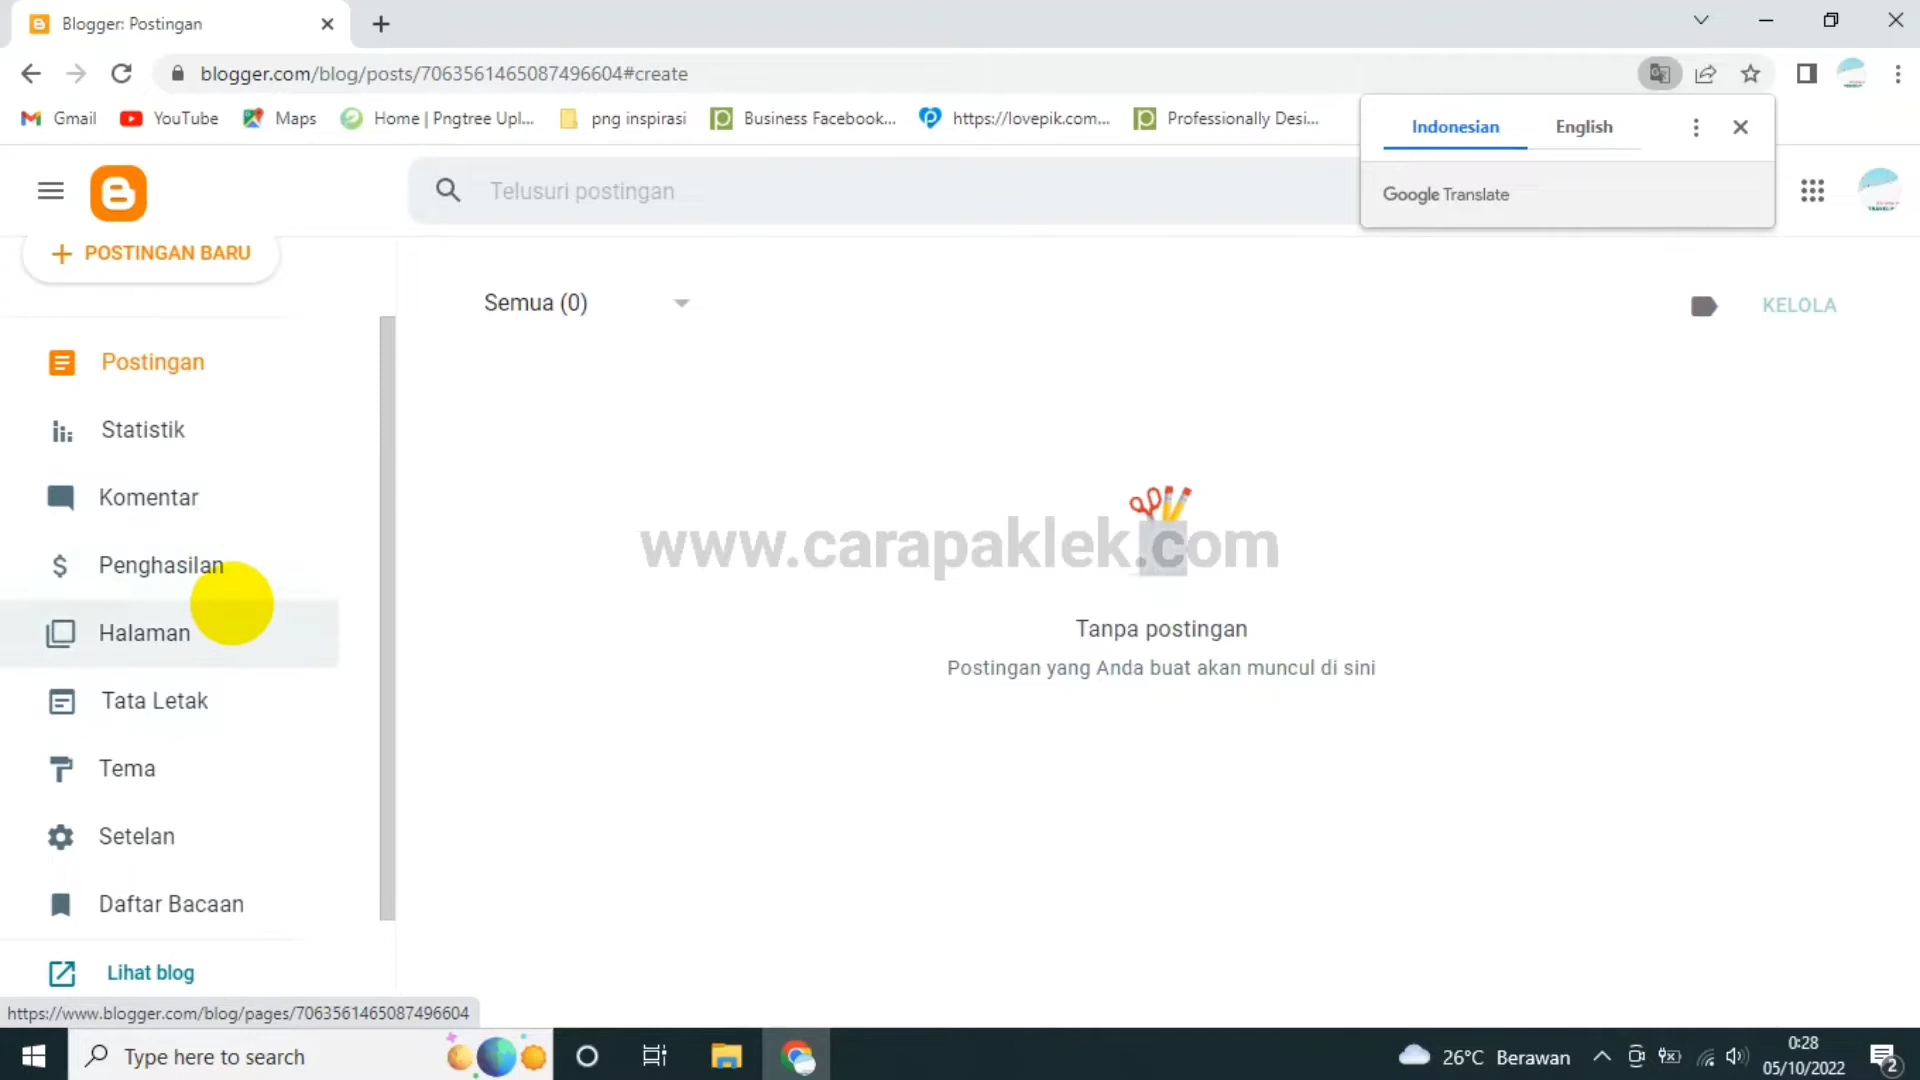 Blogger: Postingan
blogger.com/blog/posts/7063561465087496604#create
Gmail
YouTube
Maps
Home | Pngtree Upl...
png inspirasi
Business Facebook...
https://lovepik.com...
Professionally Desi...
Indonesian
English
Google Translate
Telusuri postingan
POSTINGAN BARU
Semua (0)
KELOLA
Postingan
Statistik
Komentar
Penghasilan
Halaman
Tata Letak
Tema
Setelan
Daftar Bacaan
Lihat blog
www.carapaklek.com
Tanpa postingan
Postingan yang Anda buat akan muncul di sini
https://www.blogger.com/blog/pages/7063561465087496604
Type here to search
26°C Berawan
0:28
05/10/2022
2